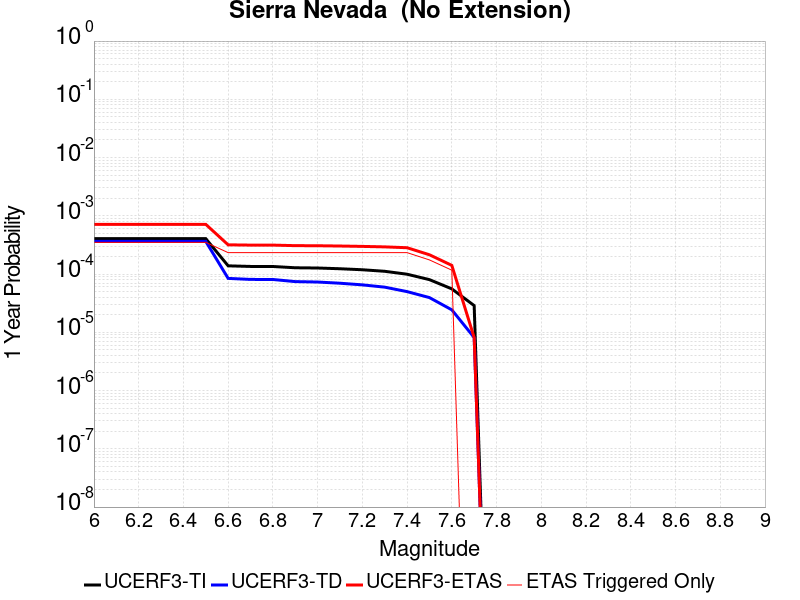 Sierra Nevada  (No Extension)
10^0
10^-1
10^-2
10^-3
10^-4
10^-5
10^-6
10^-7
10^-8
1 Year Probability
6 6.2 6.4 6.6 6.8 7 7.2 7.4 7.6 7.8 8 8.2 8.4 8.6 8.8 9
Magnitude
UCERF3-TI UCERF3-TD UCERF3-ETAS ETAS Triggered Only